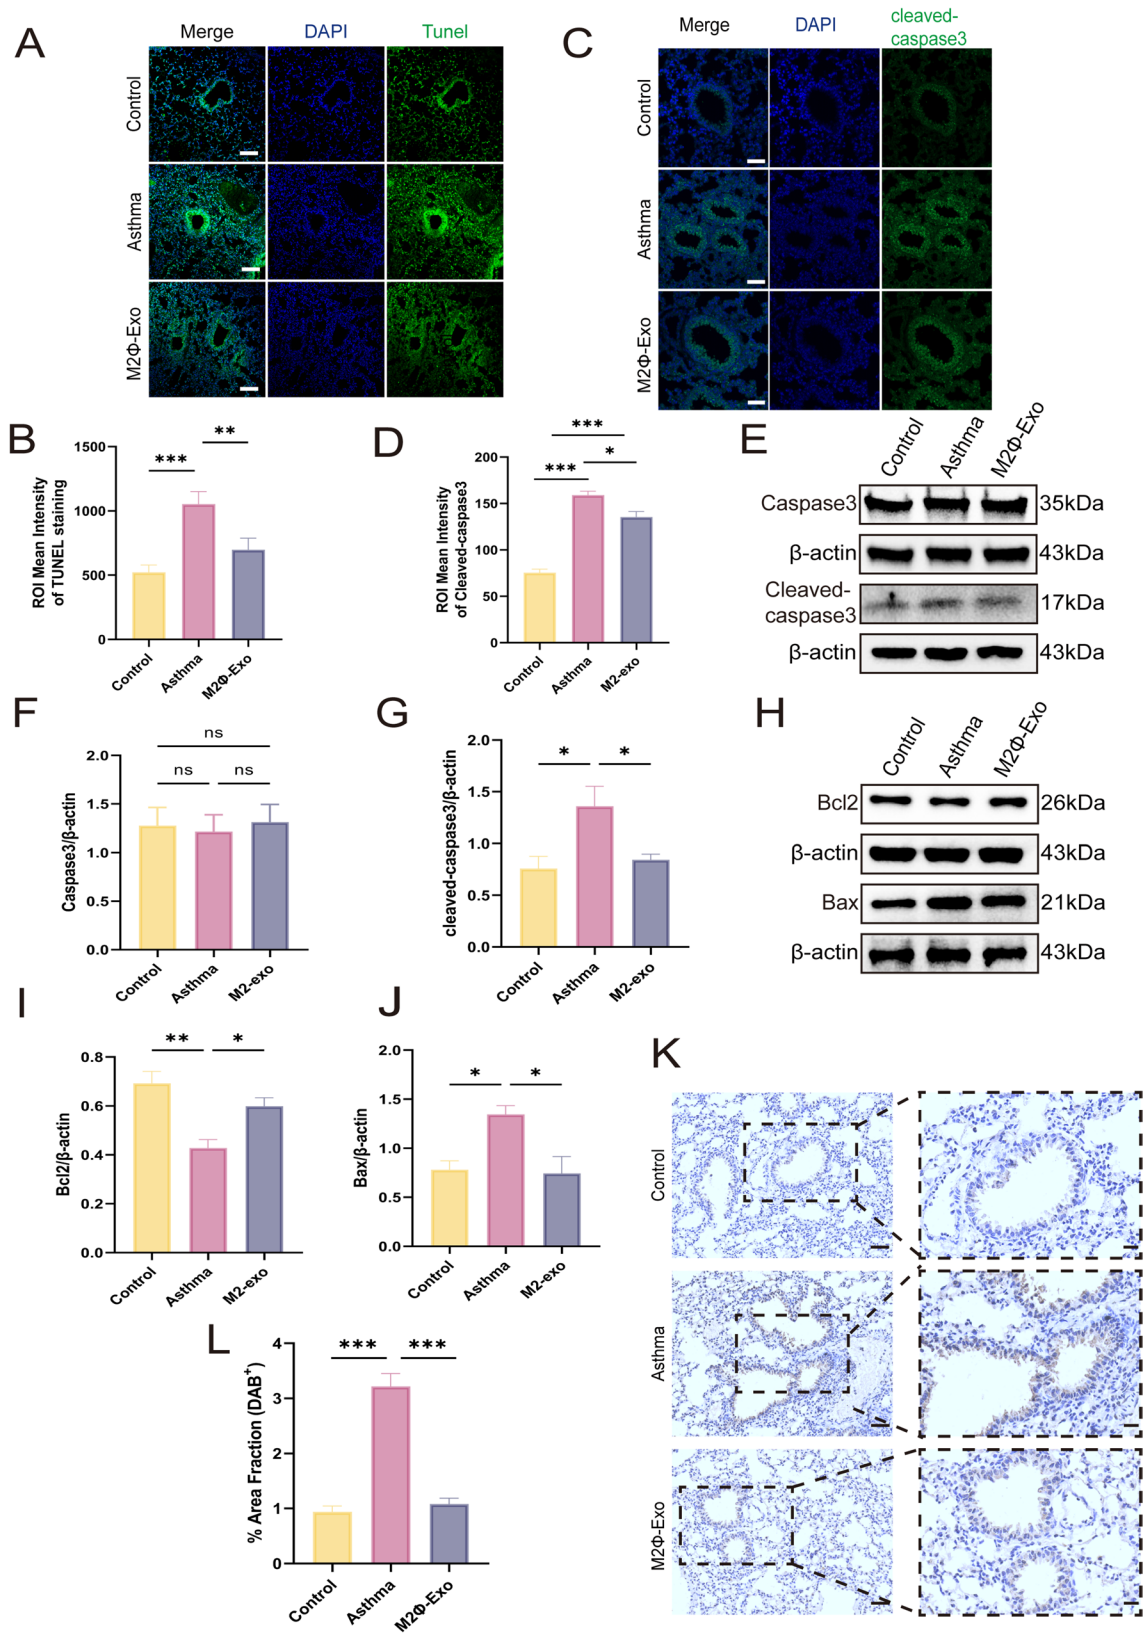 A
Merge
DAPI
Tunel
Control
Asthma
M2Φ-Exo
C
Merge
DAPI
cleaved-
caspase3
Control
Asthma
M2Φ-Exo
B
ROI Mean Intensity
of TUNEL staining
1500
1000
500
0
***
**
Control
Asthma
M2Φ-Exo
D
ROI Mean Intensity
of Cleaved-caspase3
200
150
100
50
0
***
***
*
Control
Asthma
M2-exo
E
Control
Asthma
M2Φ-Exo
Caspase3
35kDa
β-actin
43kDa
Cleaved-
caspase3
17kDa
β-actin
43kDa
F
Caspase3/β-actin
2.0
1.5
1.0
0.5
0.0
ns
ns
ns
Control
Asthma
M2-exo
G
cleaved-caspase3/β-actin
2.0
1.5
1.0
0.5
0.0
*
*
Control
Asthma
M2-exo
H
Control
Asthma
M2Φ-Exo
Bcl2
26kDa
β-actin
43kDa
Bax
21kDa
β-actin
43kDa
I
Bcl2/β-actin
0.8
0.6
0.4
0.2
0.0
**
*
Control
Asthma
M2-exo
J
Bax/β-actin
2.0
1.5
1.0
0.5
0.0
*
*
Control
Asthma
M2-exo
K
Control
Asthma
M2Φ-Exo
L
% Area Fraction (DAB+)
4
3
2
1
0
***
***
Control
Asthma
M2Φ-Exo